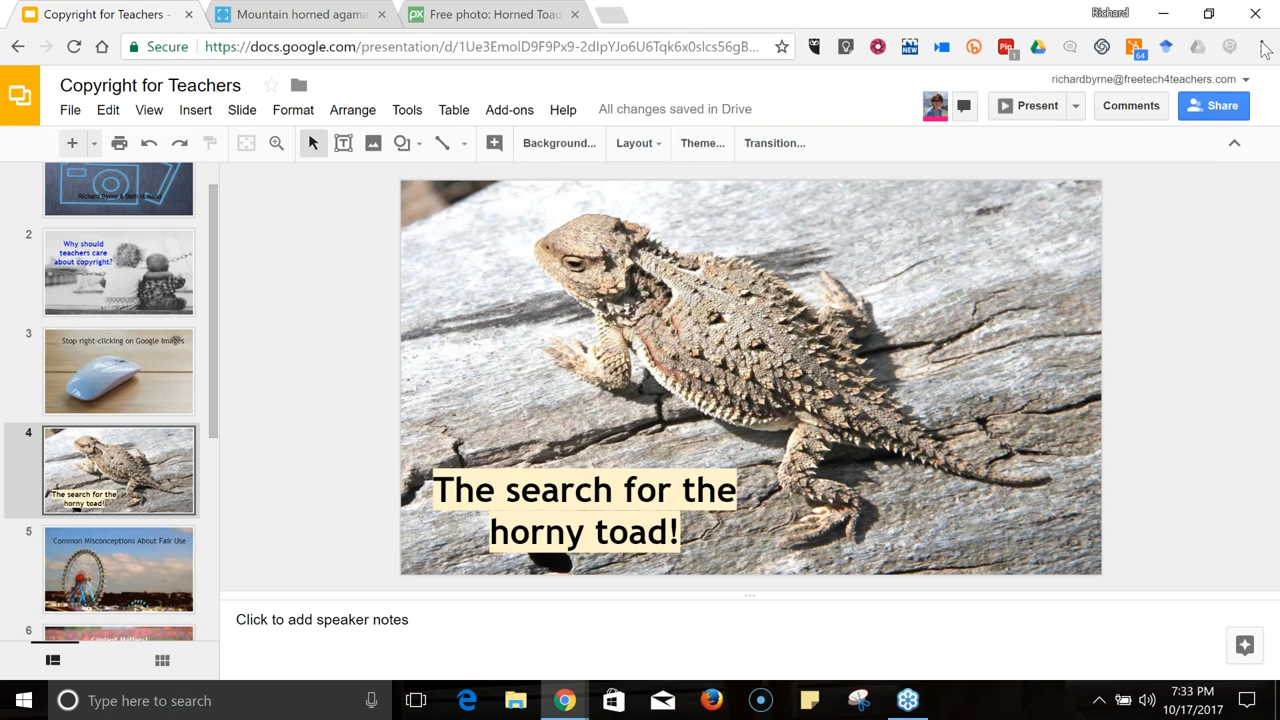 Copyright for Teachers -
Mountain horned agama
Free photo: Horned Toad
Richard
Secure
https://docs.google.com/presentation/d/1Ue3EmolD9F9Px9-2dIpYJo6U6Tqk6x0slcs56gB...
NEW
1
64
Copyright for Teachers
richardbyrne@freetech4teachers.com
File Edit View Insert Slide Format Arrange Tools Table Add-ons Help All changes saved in Drive
Present
Comments
Share
Background...
Layout
Theme...
Transition...
2
Why should
teachers care
about copyright?
3
Stop right-clicking on Google Images
4
The search for the
horny toad!
5
Common Misconceptions About Fair Use
6
The search for the
horny toad!
Click to add speaker notes
Type here to search
7:33 PM
10/17/2017